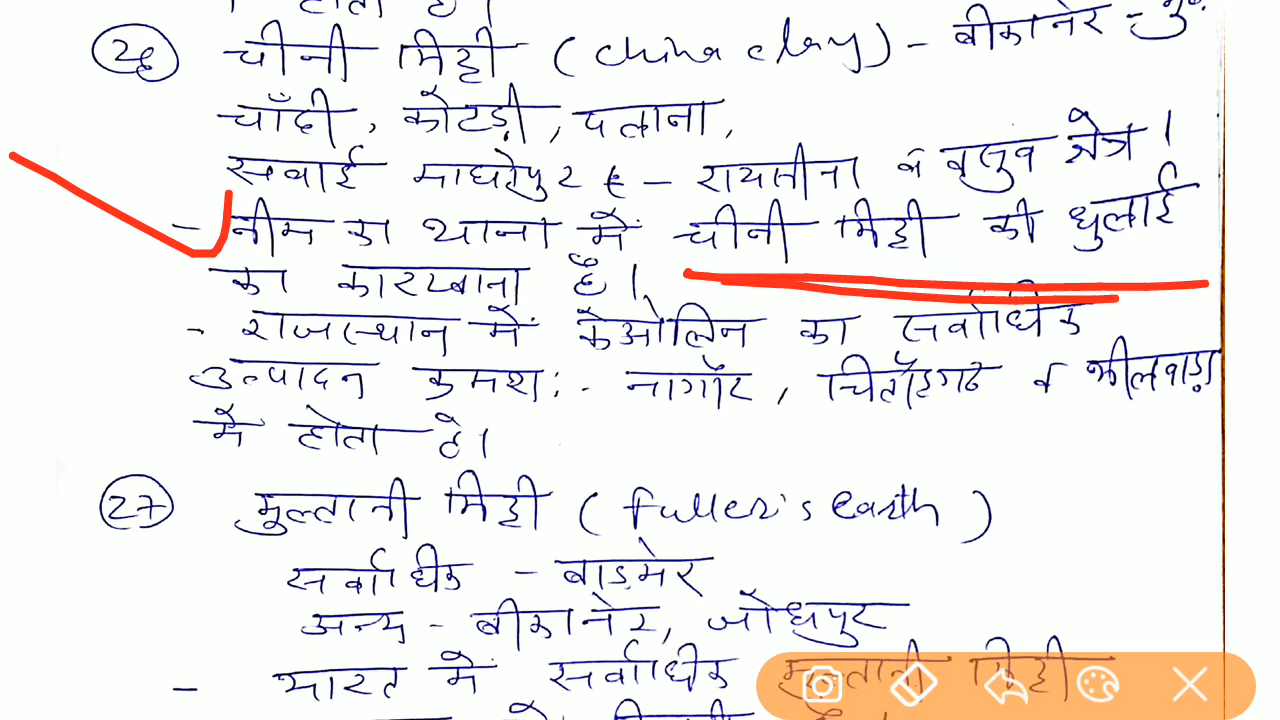 होता है।
26 चीनी मिट्टी (China clay) - बीकानेर - मु.
चाँदी, कोटड़ी, पलाना,
सवाई माधोपुर - रायसीना व वसुव क्षेत्र।
- नीम का थाना में चीनी मिट्टी की धुलाई
का कारखाना है।
- राजस्थान में केओलिन का सर्वाधिक
उत्पादन क्रमशः - नागौर, चितौड़गढ व भीलवाड़ा
में होता है।
27 मुल्तानी मिट्टी (Fuller's earth)
सर्वाधिक - बाड़मेर
अन्य - बीकानेर, जोधपुर
- भारत में सर्वाधिक मुल्तानी मिट्टी